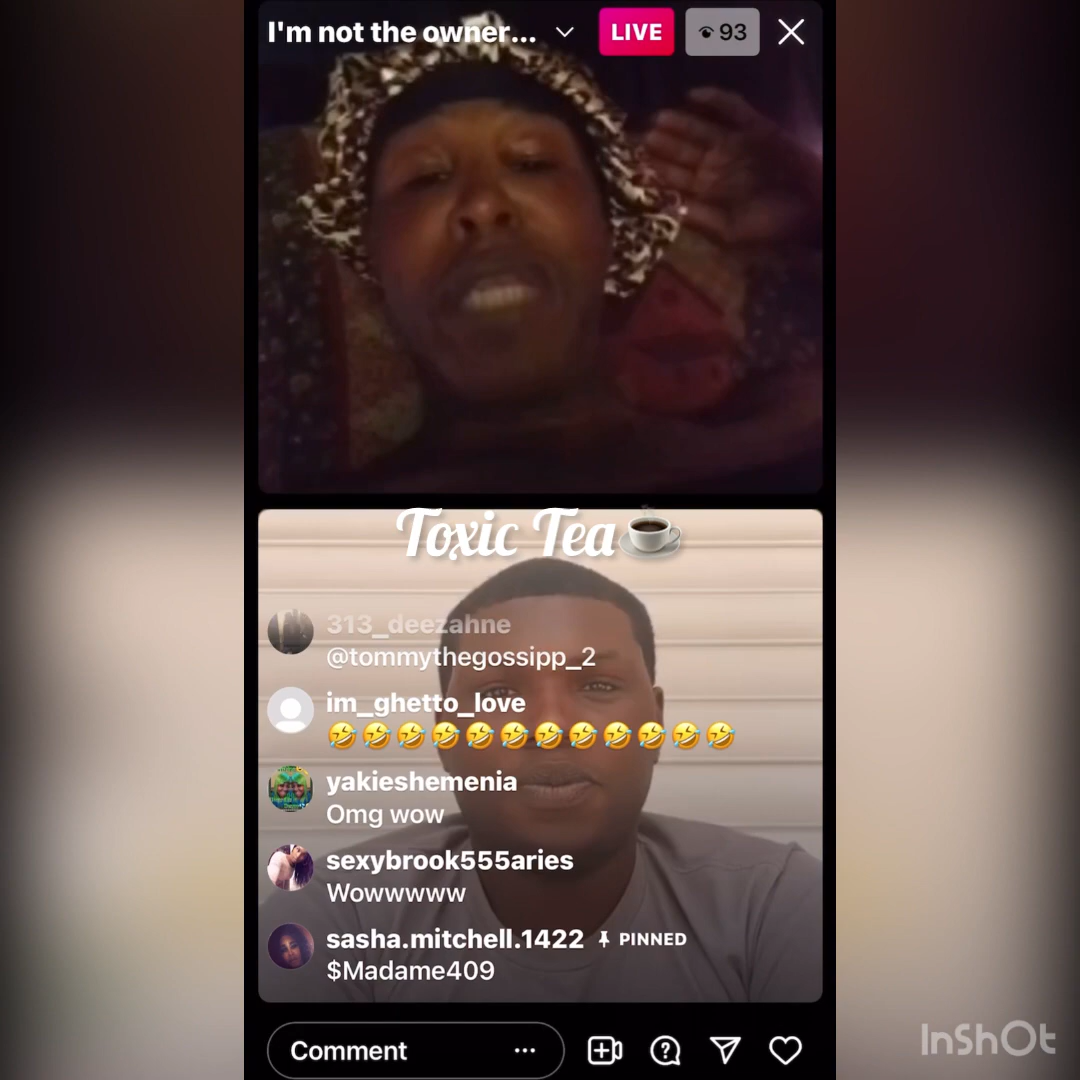 I'm not the owner...
LIVE
93
Toxic Tea
313_deezahne
@tommythegossipp_2
im_ghetto_love
🤣🤣🤣🤣🤣🤣🤣🤣🤣🤣🤣🤣
yakieshemenia
Omg wow
sexybrook555aries
Wowwwww
sasha.mitchell.1422 PINNED
$Madame409
Comment
InShOt